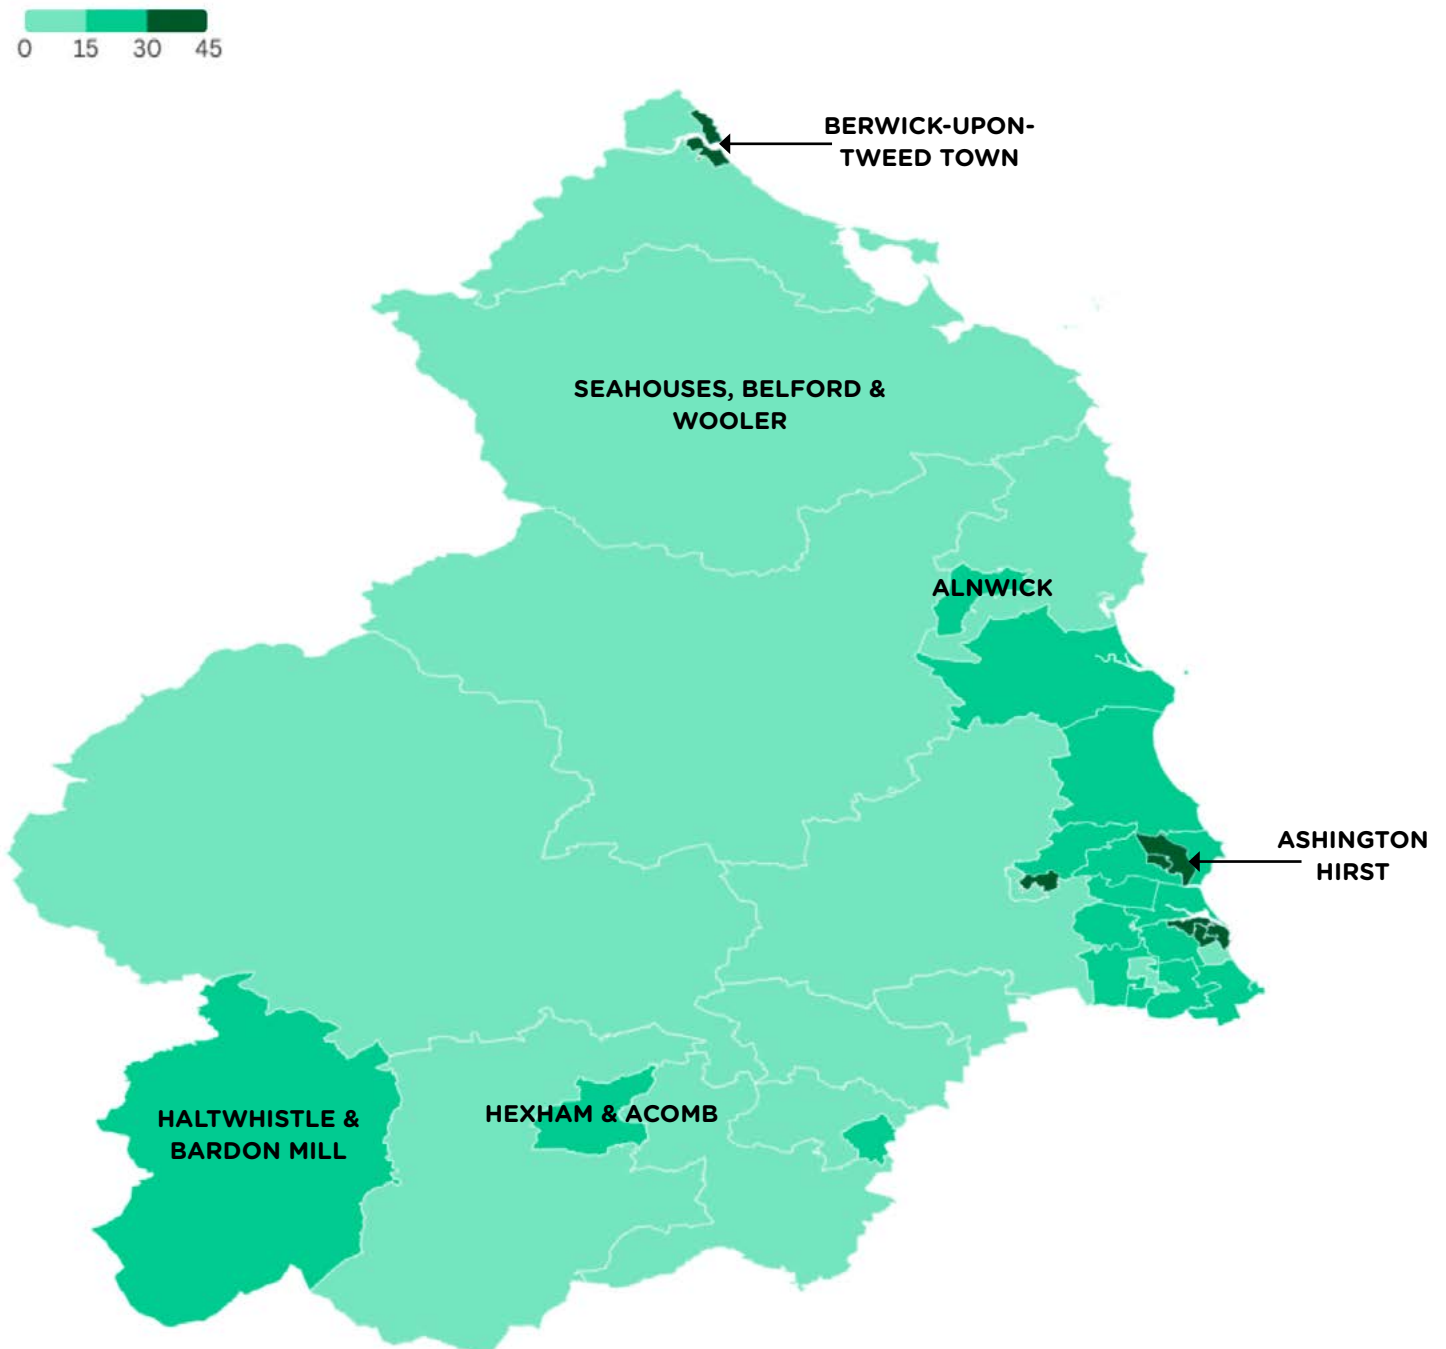 0 15 30 45
BERWICK-UPON-
TWEED TOWN
SEAHOUSES, BELFORD &
WOOLER
ALNWICK
ASHINGTON
HIRST
HALTWHISTLE &
BARDON MILL
HEXHAM & ACOMB